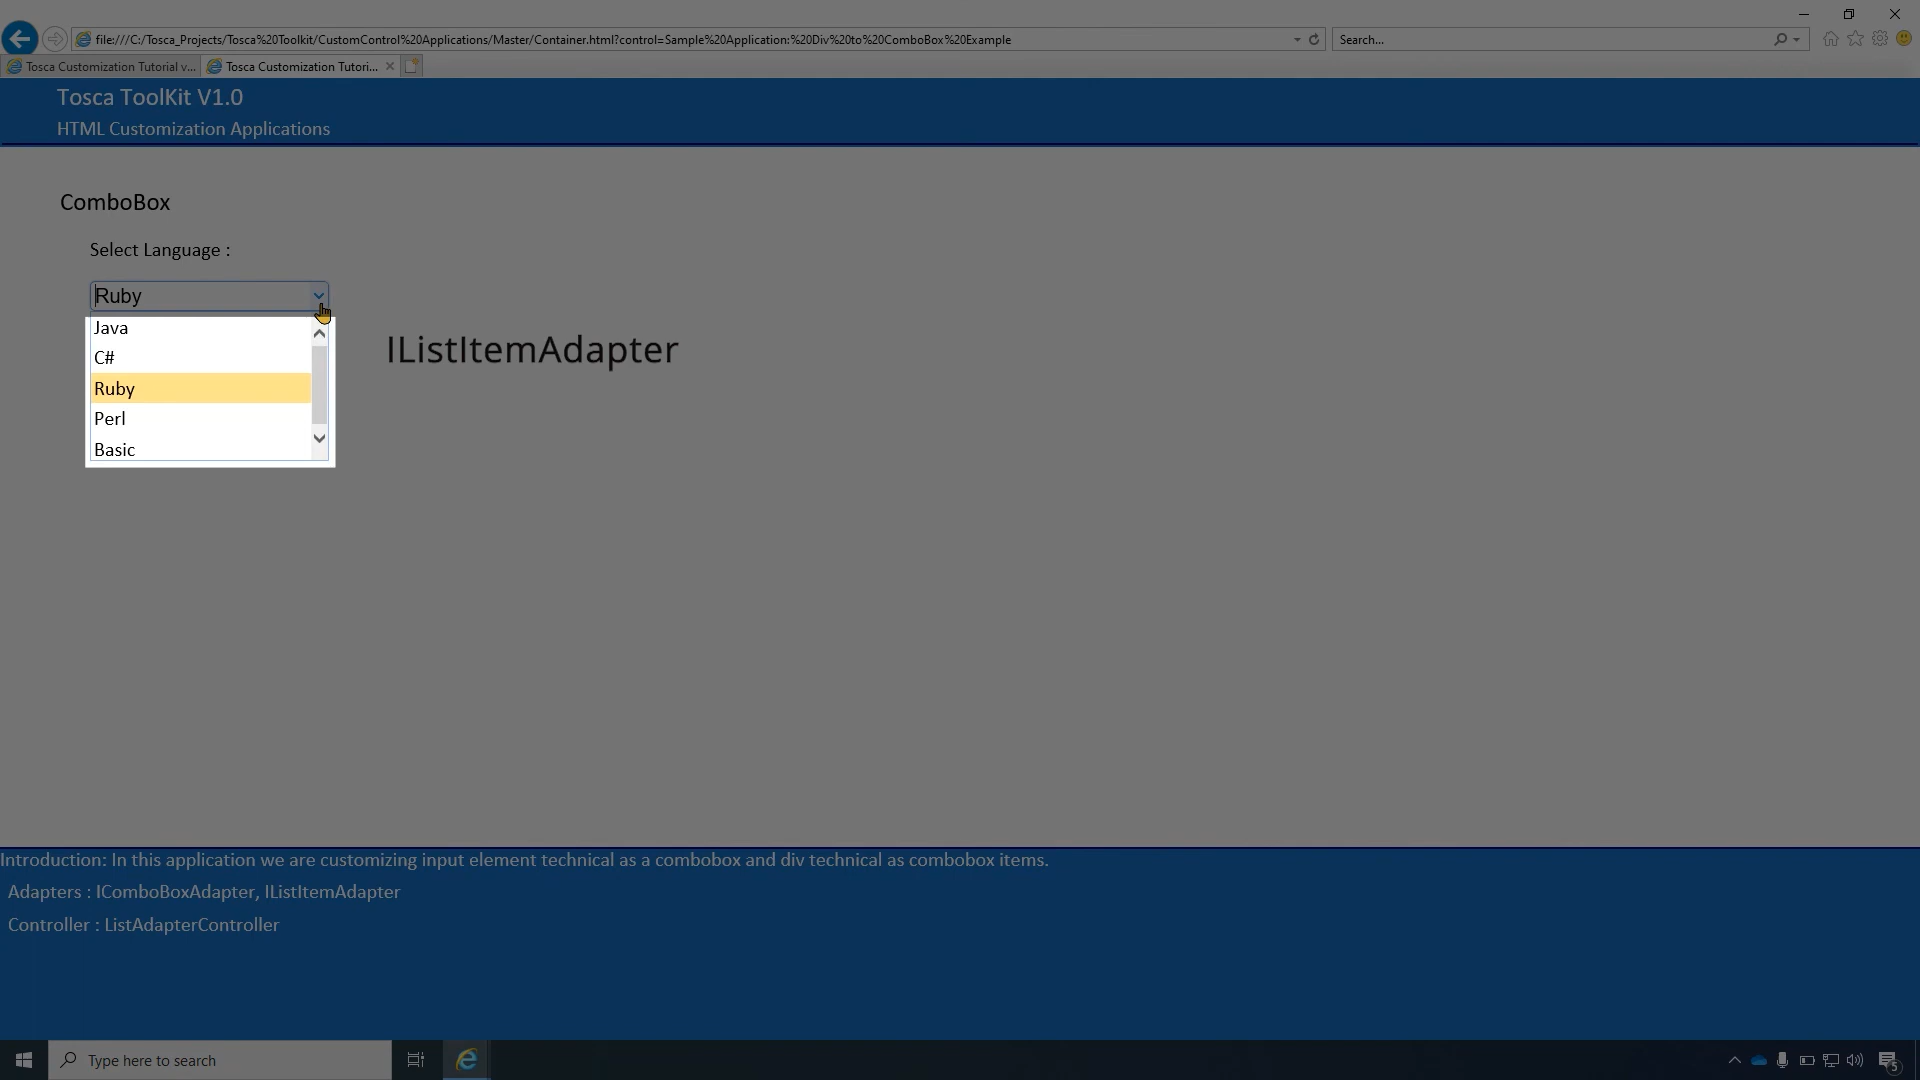 file:///C:/Tosca_Projects/Tosca%20Toolkit/CustomControl%20Applications/Master/Container.html?control=Sample%20Application:%20Div%20to%20ComboBox%20Example
Search...
Tosca Customization Tutorial v...
Tosca Customization Tutori...
Tosca ToolKit V1.0
HTML Customization Applications
ComboBox
Select Language :
Ruby
Java
C#
Ruby
Perl
Basic
IListItemAdapter
Introduction: In this application we are customizing input element technical as a combobox and div technical as combobox items.
Adapters : IComboBoxAdapter, IListItemAdapter
Controller : ListAdapterController
Type here to search
5